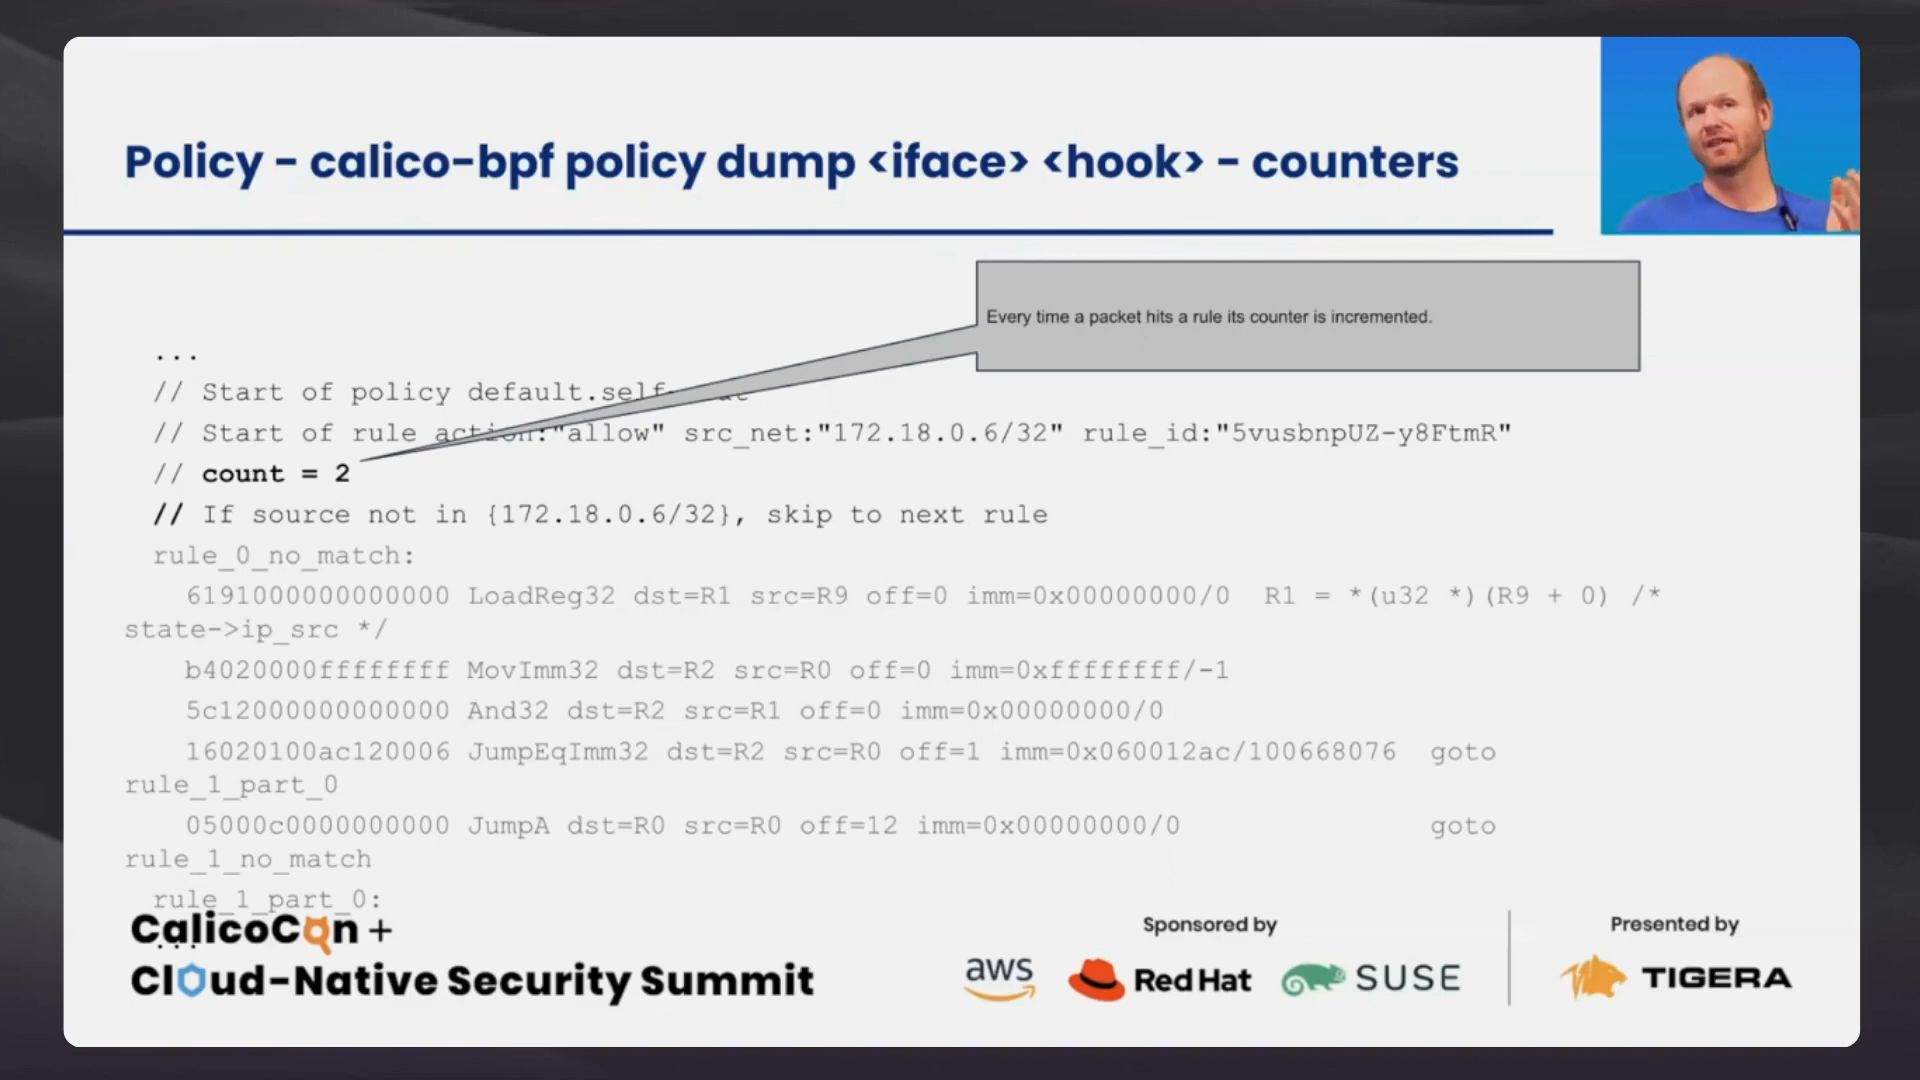 Policy - calico-bpf policy dump <iface> <hook> - counters
Every time a packet hits a rule its counter is incremented.
...
// Start of policy default.self-
// Start of rule action:"allow" src_net:"172.18.0.6/32" rule_id:"5vusbnpUZ-y8FtmR"
// count = 2
// If source not in {172.18.0.6/32}, skip to next rule
rule_0_no_match:
6191000000000000 LoadReg32 dst=R1 src=R9 off=0 imm=0x00000000/0 R1 = *(u32 *)(R9 + 0) /*
state->ip_src */
b4020000ffffffff MovImm32 dst=R2 src=R0 off=0 imm=0xffffffff/-1
5c12000000000000 And32 dst=R2 src=R1 off=0 imm=0x00000000/0
16020100ac120006 JumpEqImm32 dst=R2 src=R0 off=1 imm=0x060012ac/100668076 goto
rule_1_part_0
05000c0000000000 JumpA dst=R0 src=R0 off=12 imm=0x00000000/0 goto
rule_1_no_match
rule_1_part_0:
...
CalicoCon +
Cloud-Native Security Summit
Sponsored by
aws
Red Hat
SUSE
Presented by
TIGERA